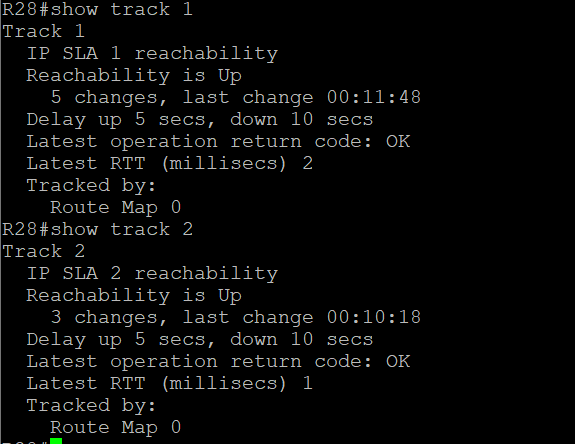 R28#show track 1
Track 1
  IP SLA 1 reachability
  Reachability is Up
    5 changes, last change 00:11:48
  Delay up 5 secs, down 10 secs
  Latest operation return code: OK
  Latest RTT (millisecs) 2
  Tracked by:
    Route Map 0
R28#show track 2
Track 2
  IP SLA 2 reachability
  Reachability is Up
    3 changes, last change 00:10:18
  Delay up 5 secs, down 10 secs
  Latest operation return code: OK
  Latest RTT (millisecs) 1
  Tracked by:
    Route Map 0
R28#